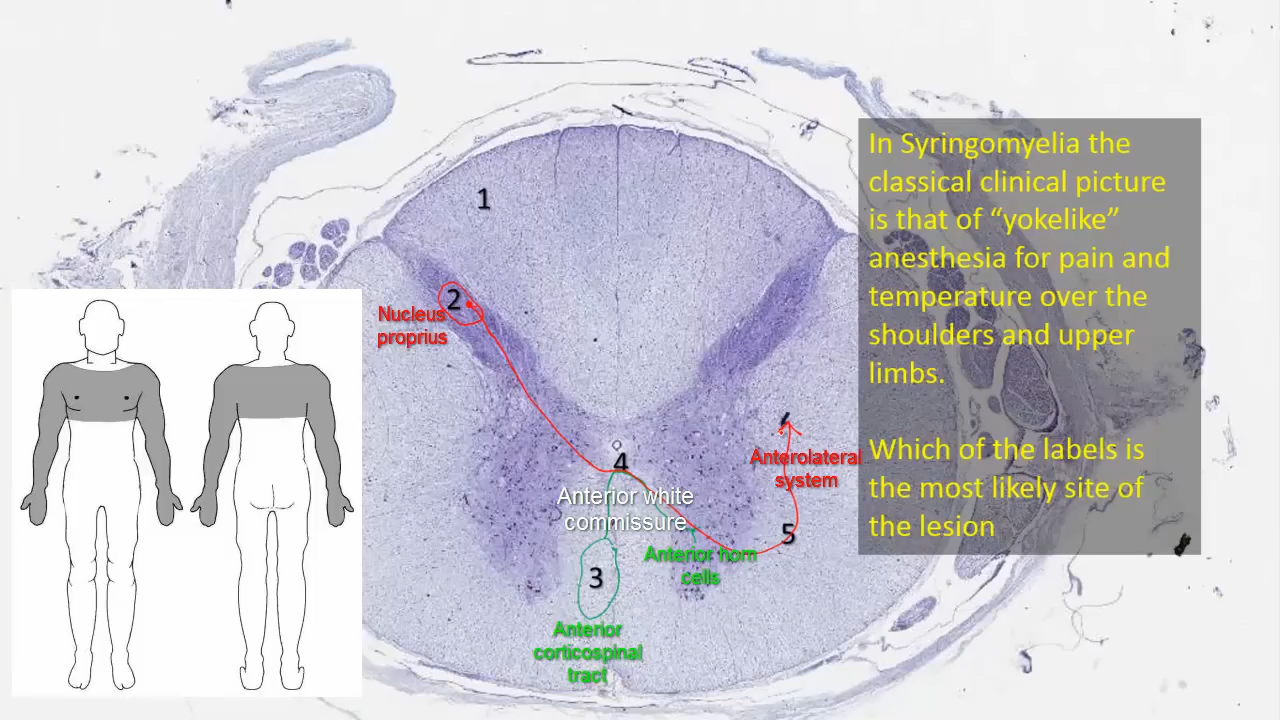 1
2
Nucleus
proprius
4
Anterior white
commissure
Anterolateral
system
5
Anterior horn
cells
3
Anterior
corticospinal
tract
In Syringomyelia the
classical clinical picture
is that of “yokelike”
anesthesia for pain and
temperature over the
shoulders and upper
limbs.
Which of the labels is
the most likely site of
the lesion